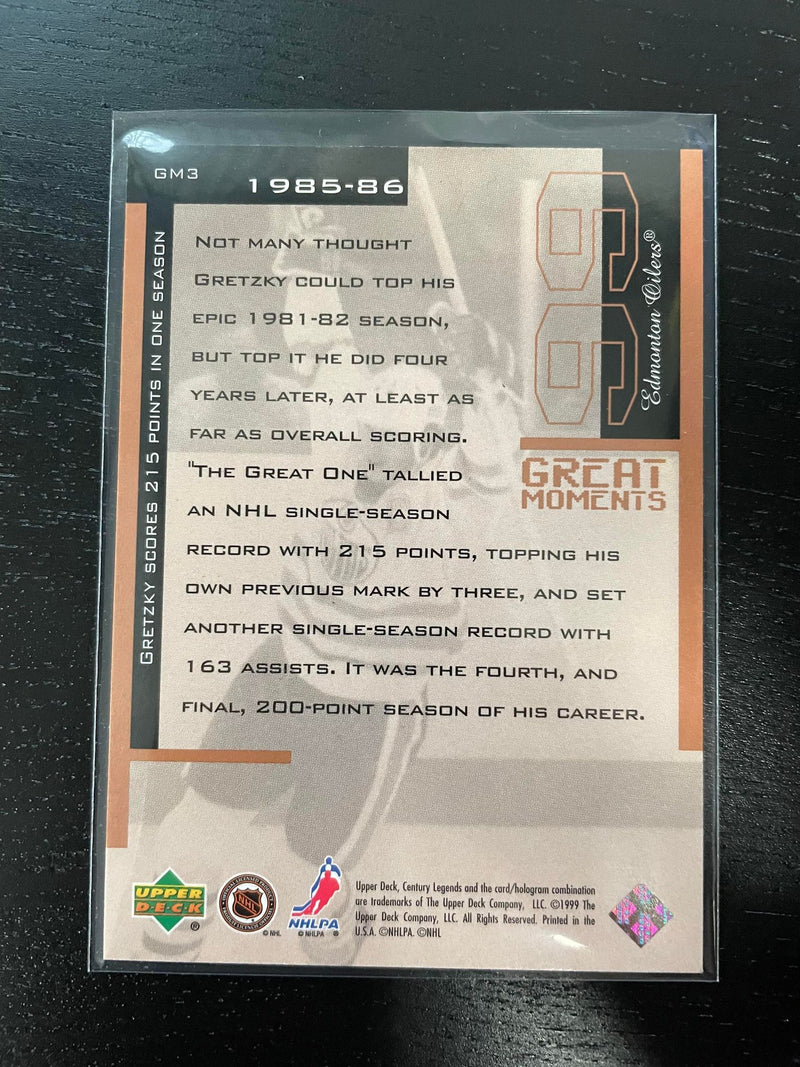 GM3
1985-86
GRETZKY SCORES 215 POINTS IN ONE SEASON
NOT MANY THOUGHT
GRETZKY COULD TOP HIS
EPIC 1981-82 SEASON,
BUT TOP IT HE DID FOUR
YEARS LATER, AT LEAST AS
FAR AS OVERALL SCORING.
"THE GREAT ONE" TALLIED
AN NHL SINGLE-SEASON
RECORD WITH 215 POINTS, TOPPING HIS
OWN PREVIOUS MARK BY THREE, AND SET
ANOTHER SINGLE-SEASON RECORD WITH
163 ASSISTS. IT WAS THE FOURTH, AND
FINAL, 200-POINT SEASON OF HIS CAREER.
99
Edmonton Oilers®
GREAT
MOMENTS
UPPER
DECK
®
NHL
© NHL
NHLPA
© NHLPA ®
Upper Deck, Century Legends and the card/hologram combination
are trademarks of The Upper Deck Company, LLC. ©1999 The
Upper Deck Company, LLC. All Rights Reserved. Printed in the
U.S.A. ©NHLPA. ©NHL